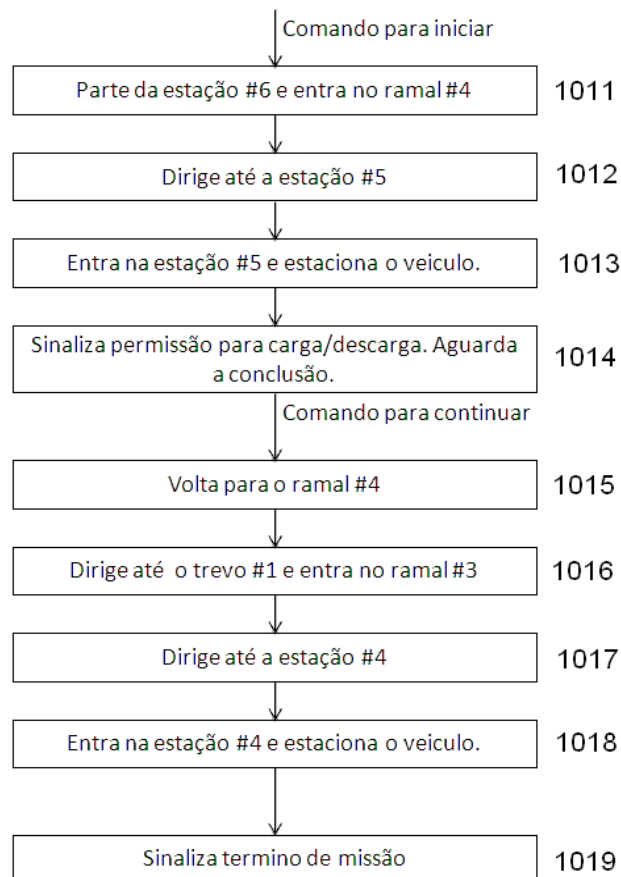 Comando para iniciar
Parte da estação #6 e entra no ramal #4
1011
Dirige até a estação #5
1012
Entra na estação #5 e estaciona o veiculo.
1013
Sinaliza permissão para carga/descarga. Aguarda
a conclusão.
1014
Comando para continuar
Volta para o ramal #4
1015
Dirige até o trevo #1 e entra no ramal #3
1016
Dirige até a estação #4
1017
Entra na estação #4 e estaciona o veiculo.
1018
Sinaliza termino de missão
1019